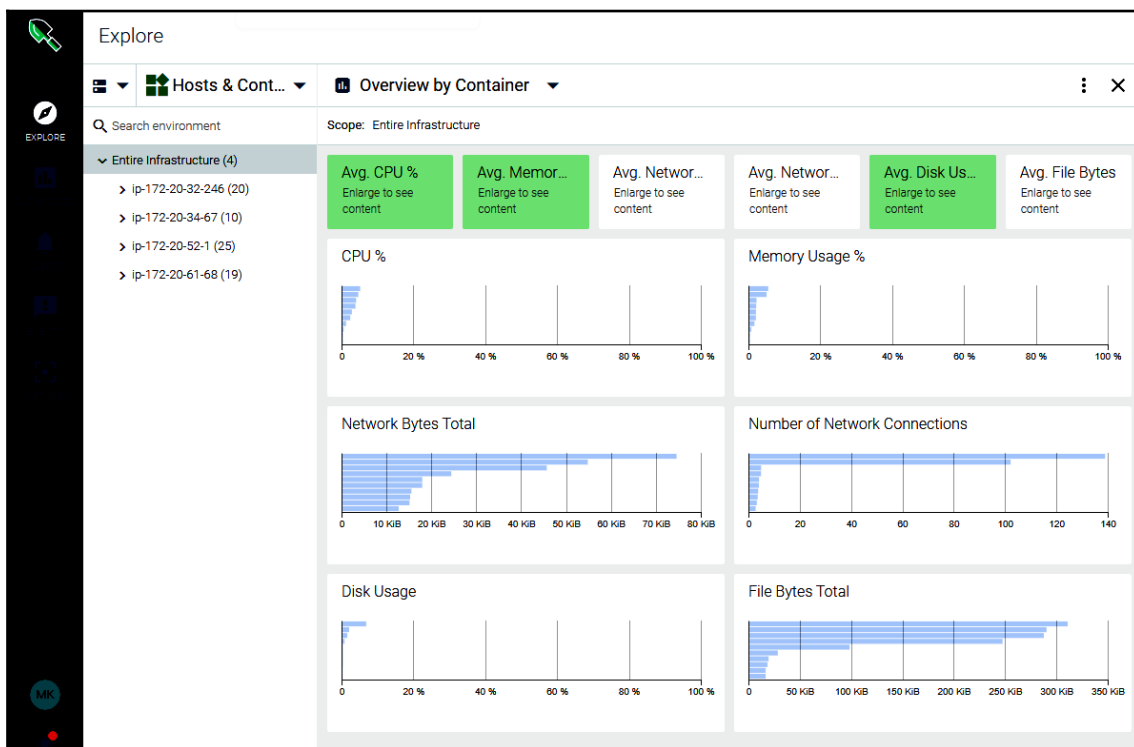 Explore
EXPLORE
Hosts & Cont...
Overview by Container
Search environment
Scope: Entire Infrastructure
Entire Infrastructure (4)
ip-172-20-32-246 (20)
ip-172-20-34-67 (10)
ip-172-20-52-1 (25)
ip-172-20-61-68 (19)
Avg. CPU %
Enlarge to see
content
Avg. Memor...
Enlarge to see
content
Avg. Networ...
Enlarge to see
content
Avg. Networ...
Enlarge to see
content
Avg. Disk Us...
Enlarge to see
content
Avg. File Bytes
Enlarge to see
content
CPU %
0 20 % 40 % 60 % 80 % 100 %
Memory Usage %
0 20 % 40 % 60 % 80 % 100 %
Network Bytes Total
0 10 KiB 20 KiB 30 KiB 40 KiB 50 KiB 60 KiB 70 KiB 80 KiB
Number of Network Connections
0 20 40 60 80 100 120 140
Disk Usage
0 20 % 40 % 60 % 80 % 100 %
File Bytes Total
0 50 KiB 100 KiB 150 KiB 200 KiB 250 KiB 300 KiB 350 KiB
MK